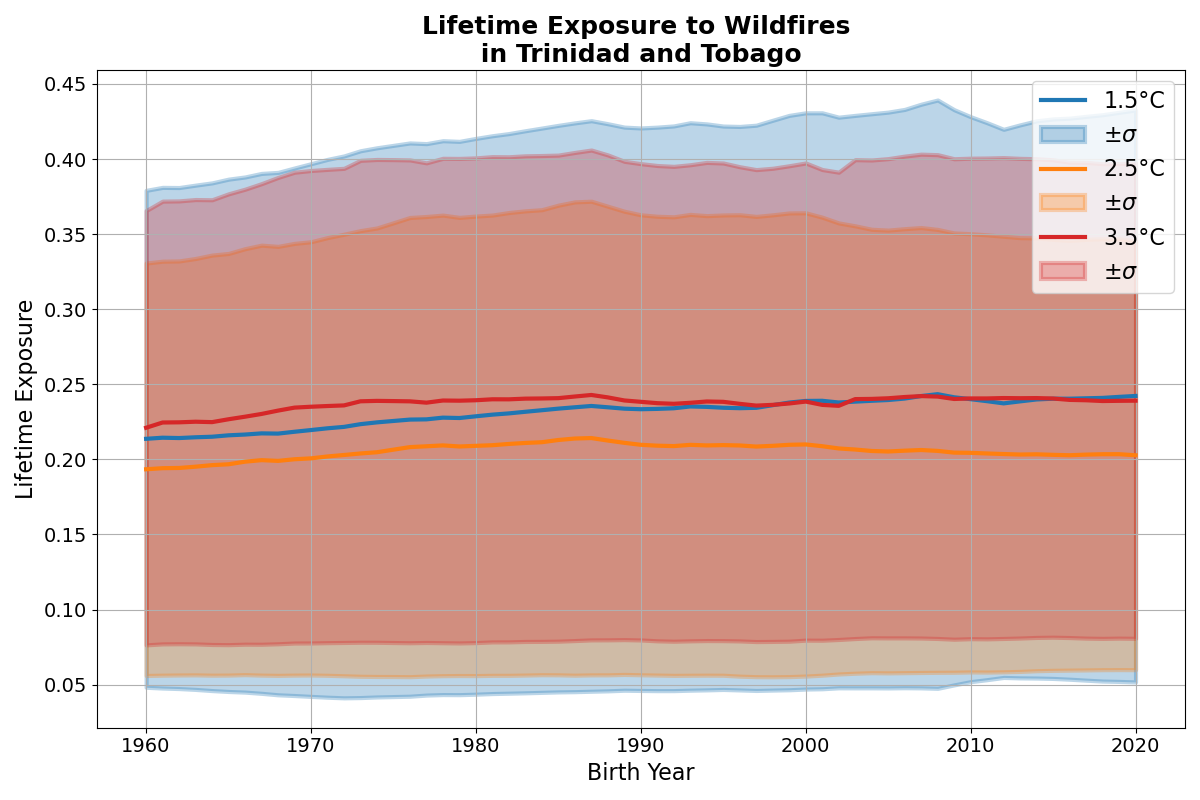 Lifetime Exposure to Wildfires
in Trinidad and Tobago
0.45
0.40
0.35
0.30
0.25
0.20
0.15
0.10
0.05
Lifetime Exposure
1.5°C
±σ
2.5°C
±σ
3.5°C
±σ
1960
1970
1980
1990
2000
2010
2020
Birth Year